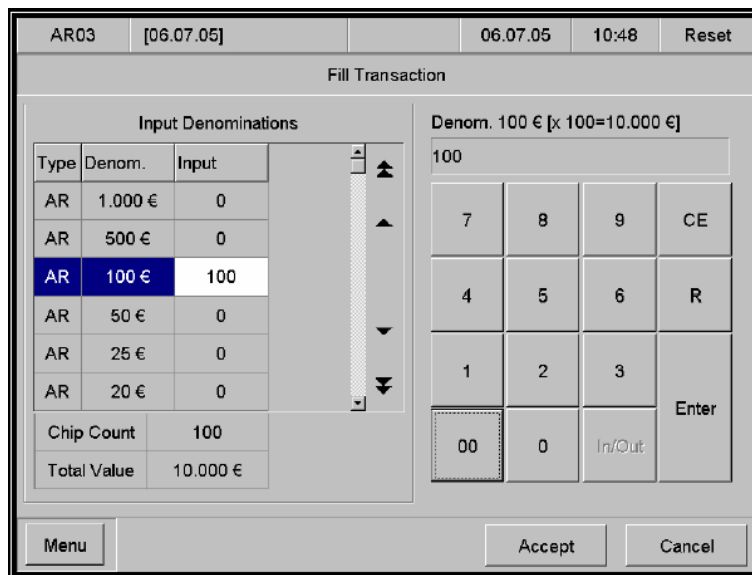 AR03 [06.07.05] 06.07.05 10:48 Reset
Fill Transaction
Input Denominations
Type Denom. Input
AR 1.000 € 0
AR 500 € 0
AR 100 € 100
AR 50 € 0
AR 25 € 0
AR 20 € 0
Chip Count 100
Total Value 10.000 €
Denom. 100 € [x 100=10.000 €]
100
7 8 9 CE
4 5 6 R
1 2 3 Enter
00 0 In/Out
Menu Accept Cancel